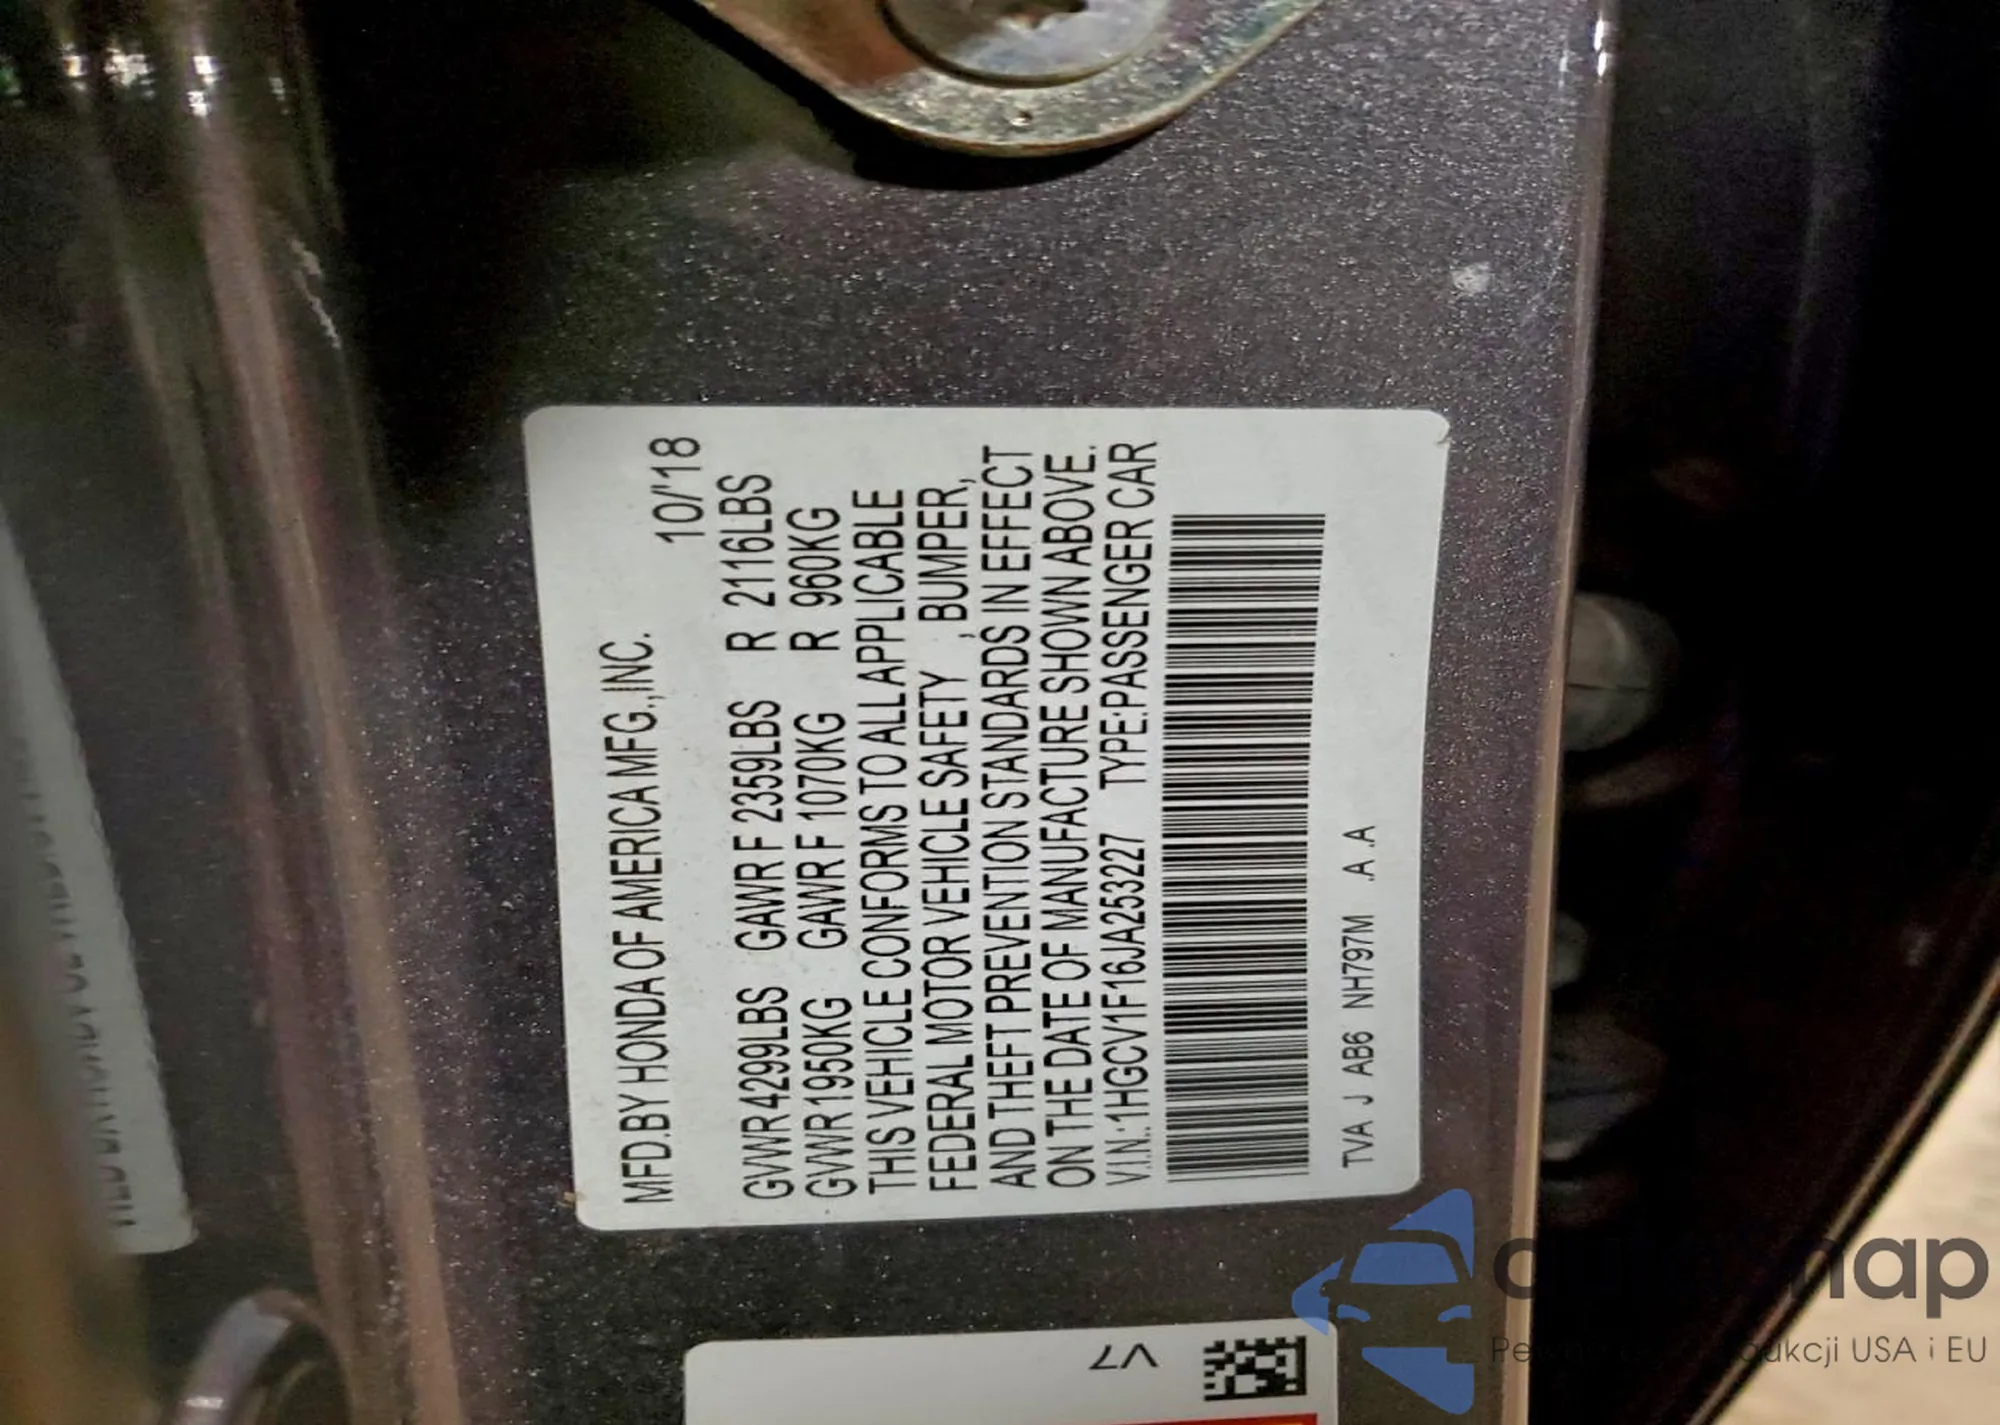 MFD.BY HONDA OF AMERICA MFG.,INC.
10/'18
GVWR 4299LBS GAWR F 2359LBS R 2116LBS
GVWR 1950KG GAWR F 1070KG R 960KG
THIS VEHICLE CONFORMS TO ALL APPLICABLE
FEDERAL MOTOR VEHICLE SAFETY , BUMPER,
AND THEFT PREVENTION STANDARDS IN EFFECT
ON THE DATE OF MANUFACTURE SHOWN ABOVE.
V.I.N.:1HGCV1F16JA253227 TYPE:PASSENGER CAR
TVA J AB6 NH797M .A .A
V7
USA i EU